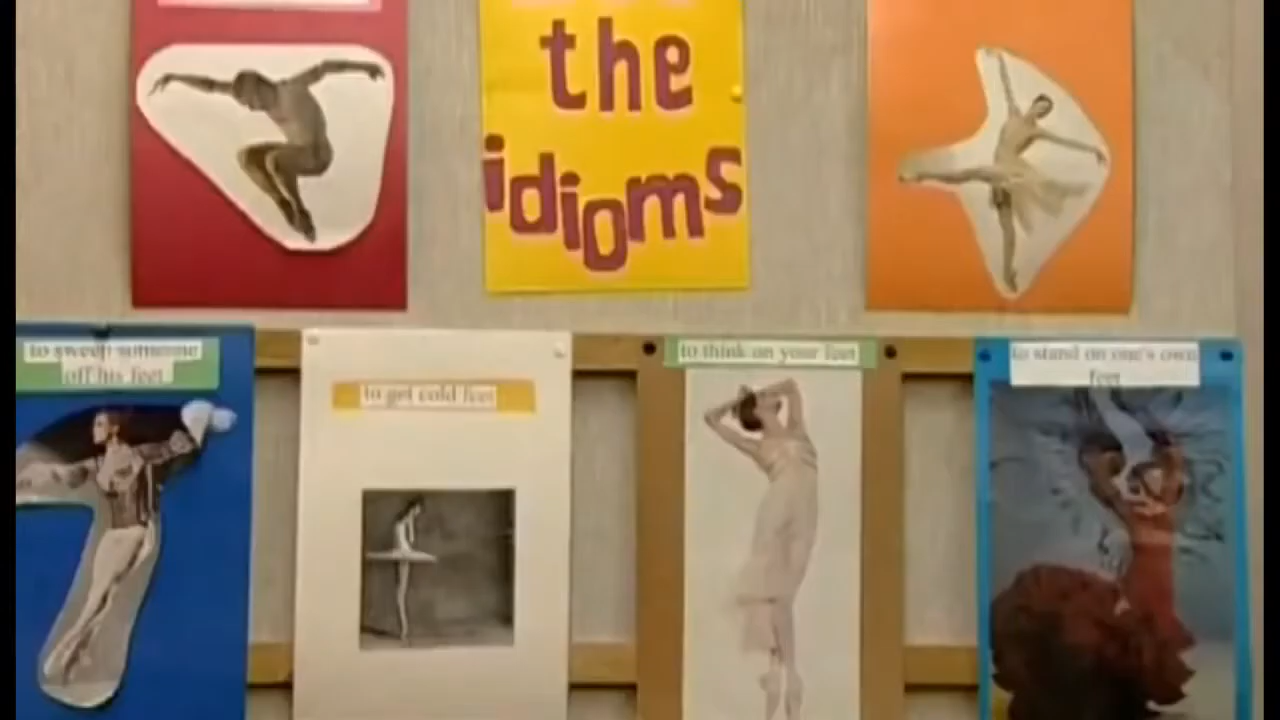 the
idioms
to sweep someone
off his feet
to get cold feet
to think on your feet
to stand on one's own
feet